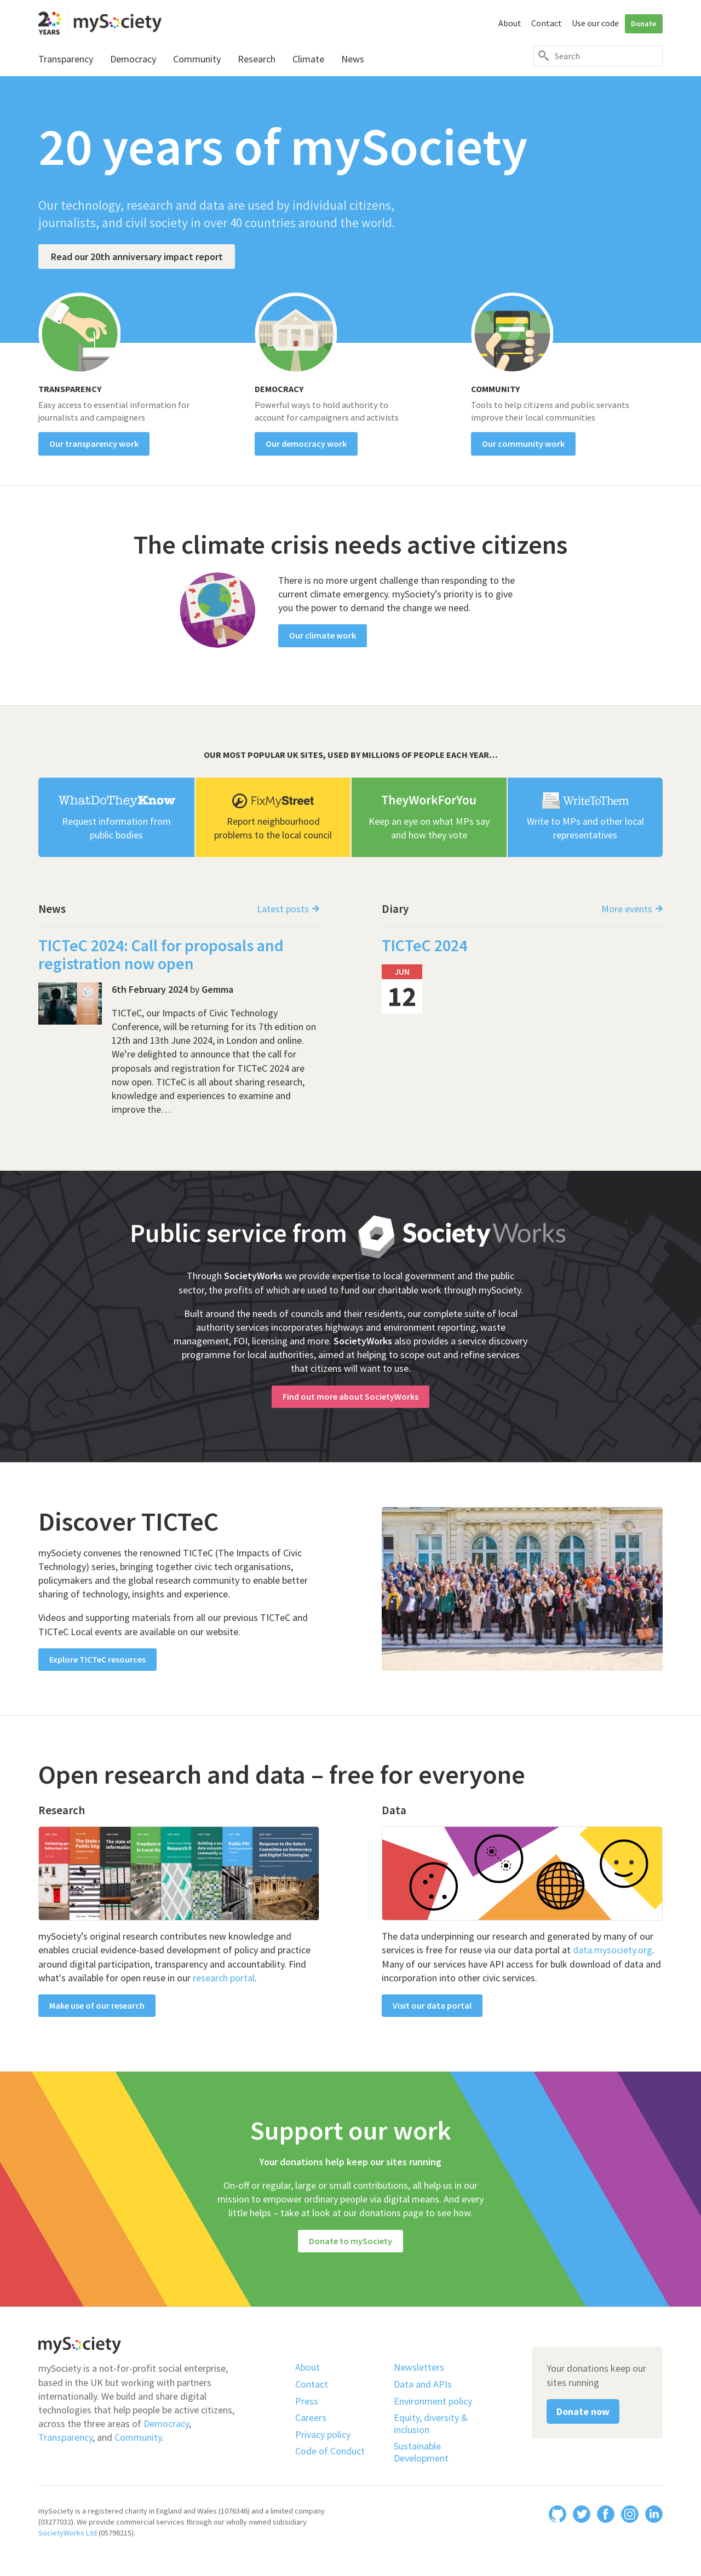 20 YEARS mySociety
About Contact Use our code Donate
Transparency Democracy Community Research Climate News
Search
20 years of mySociety
Our technology, research and data are used by individual citizens,
journalists, and civil society in over 40 countries around the world.
Read our 20th anniversary impact report
TRANSPARENCY
Easy access to essential information for
journalists and campaigners
Our transparency work
DEMOCRACY
Powerful ways to hold authority to
account for campaigners and activists
Our democracy work
COMMUNITY
Tools to help citizens and public servants
improve their local communities
Our community work
The climate crisis needs active citizens
There is no more urgent challenge than responding to the
current climate emergency. mySociety’s priority is to give
you the power to demand the change we need.
Our climate work
OUR MOST POPULAR UK SITES, USED BY MILLIONS OF PEOPLE EACH YEAR…
WhatDoTheyKnow
Request information from
public bodies
FixMyStreet
Report neighbourhood
problems to the local council
TheyWorkForYou
Keep an eye on what MPs say
and how they vote
WriteToThem
Write to MPs and other local
representatives
News
Latest posts
TICTeC 2024: Call for proposals and
registration now open
6th February 2024 by Gemma
TICTeC, our Impacts of Civic Technology
Conference, will be returning for its 7th edition on
12th and 13th June 2024, in London and online.
We’re delighted to announce that the call for
proposals and registration for TICTeC 2024 are
now open. TICTeC is all about sharing research,
knowledge and experiences to examine and
improve the…
Diary
More events
TICTeC 2024
JUN
12
Public service from SocietyWorks
Through SocietyWorks we provide expertise to local government and the public
sector, the profits of which are used to fund our charitable work through mySociety.
Built around the needs of councils and their residents, our complete suite of local
authority services incorporates highways and environment reporting, waste
management, FOI, licensing and more. SocietyWorks also provides a service discovery
programme for local authorities, aimed at helping to scope out and refine services
that citizens will want to use.
Find out more about SocietyWorks
Discover TICTeC
mySociety convenes the renowned TICTeC (The Impacts of Civic
Technology) series, bringing together civic tech organisations,
policymakers and the global research community to enable better
sharing of technology, insights and experience.
Videos and supporting materials from all our previous TICTeC and
TICTeC Local events are available on our website.
Explore TICTeC resources
Open research and data – free for everyone
Research
Response to the Select
Committee on Democracy
and Digital Technologies
mySociety’s original research contributes new knowledge and
enables crucial evidence-based development of policy and practice
around digital participation, transparency and accountability. Find
what's available for open reuse in our research portal.
Make use of our research
Data
The data underpinning our research and generated by many of our
services is free for reuse via our data portal at data.mysociety.org.
Many of our services have API access for bulk download of data and
incorporation into other civic services.
Visit our data portal
Support our work
Your donations help keep our sites running
On-off or regular, large or small contributions, all help us in our
mission to empower ordinary people via digital means. And every
little helps – take at look at our donations page to see how.
Donate to mySociety
mySociety
mySociety is a not-for-profit social enterprise,
based in the UK but working with partners
internationally. We build and share digital
technologies that help people be active citizens,
across the three areas of Democracy,
Transparency, and Community.
About
Contact
Press
Careers
Privacy policy
Code of Conduct
Newsletters
Data and APIs
Environment policy
Equity, diversity &
inclusion
Sustainable
Development
Your donations keep our
sites running
Donate now
mySociety is a registered charity in England and Wales (1076346) and a limited company
(03277032). We provide commercial services through our wholly owned subsidiary
SocietyWorks Ltd (05798215).